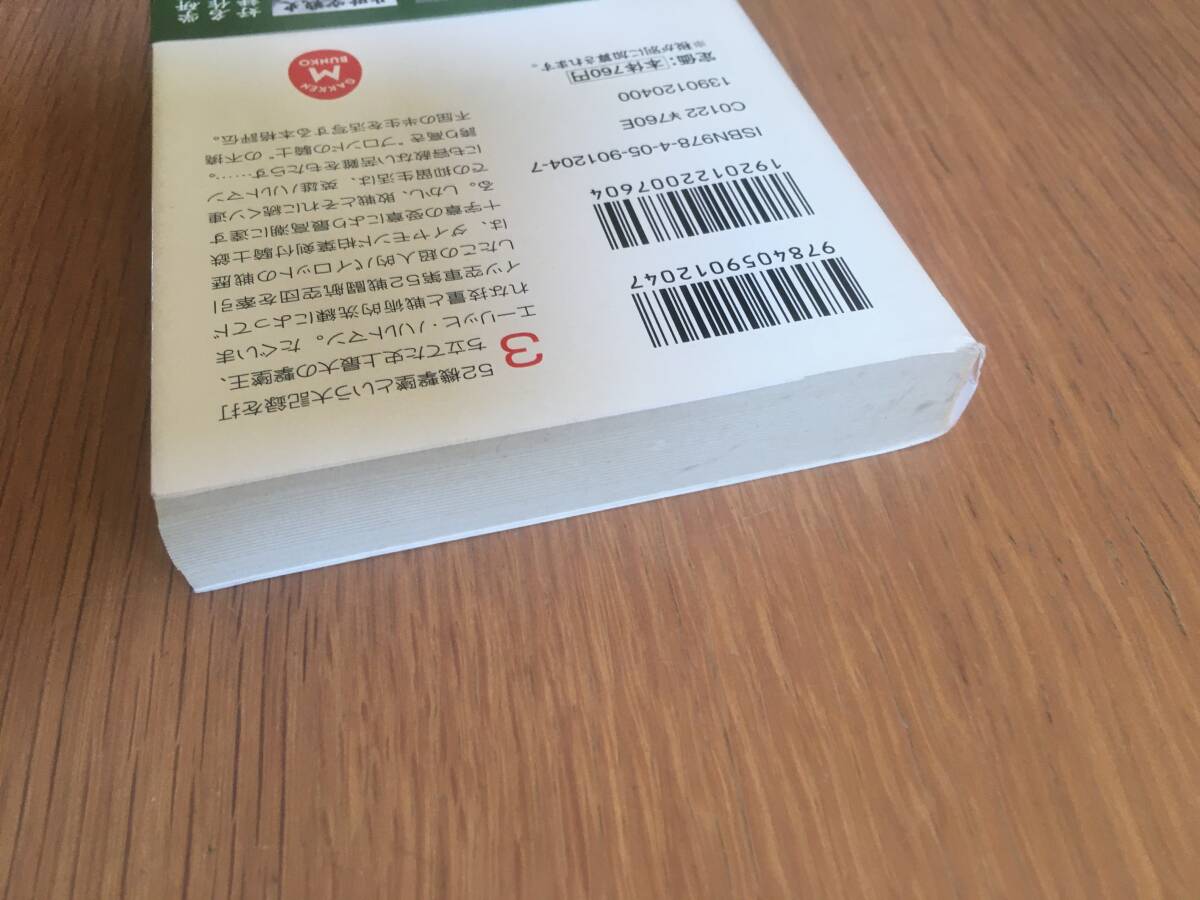 9784059012047
1920122007604
ISBN978-4-05-901204-7
C0122 ¥760E
1390120400
定価：本体760円
※税が別に加算されます。
3
52機撃墜という大記録を打
ち立てた史上最大の撃墜王、
エーリッヒ・ハルトマン。たぐいま
れな技量と戦術的洗練によってド
イツ空軍第52戦闘航空団を牽引
したこの超人的パイロットの戦歴
は、ダイヤモンド柏葉剣付騎士鉄
十字章の受章により最高潮に達す
る。しかし、敗戦とそれに続くソ連
での抑留生活は、英雄ハルトマン
にも容赦ない苦難をもたらす………。
誇り高き“ブロンドの騎士”の不撓
不屈の半生を活写する本格評伝。
GAKKEN
M
BUNKO